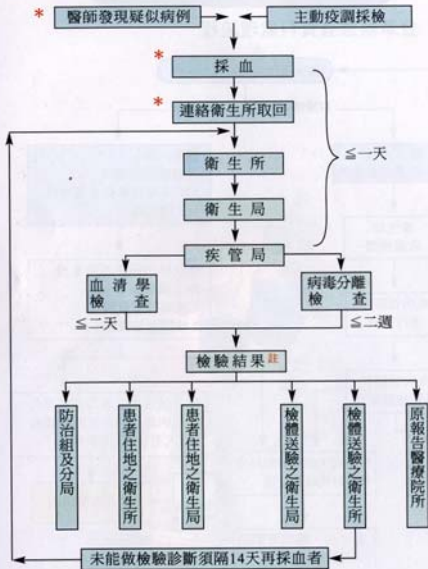 * 醫師發現疑似病例
主動疫調採檢
* 採血
* 連絡衛生所取回
衛生所
衛生局
疾管局
≦一天
血清學
檢查
病毒分離
檢查
≦二天
≦二週
檢驗結果註
防治組及分局
患者住地之衛生所
患者住地之衛生局
檢體送驗之衛生局
檢體送驗之衛生所
原報告醫療院所
未能做檢驗診斷須隔14天再採血者